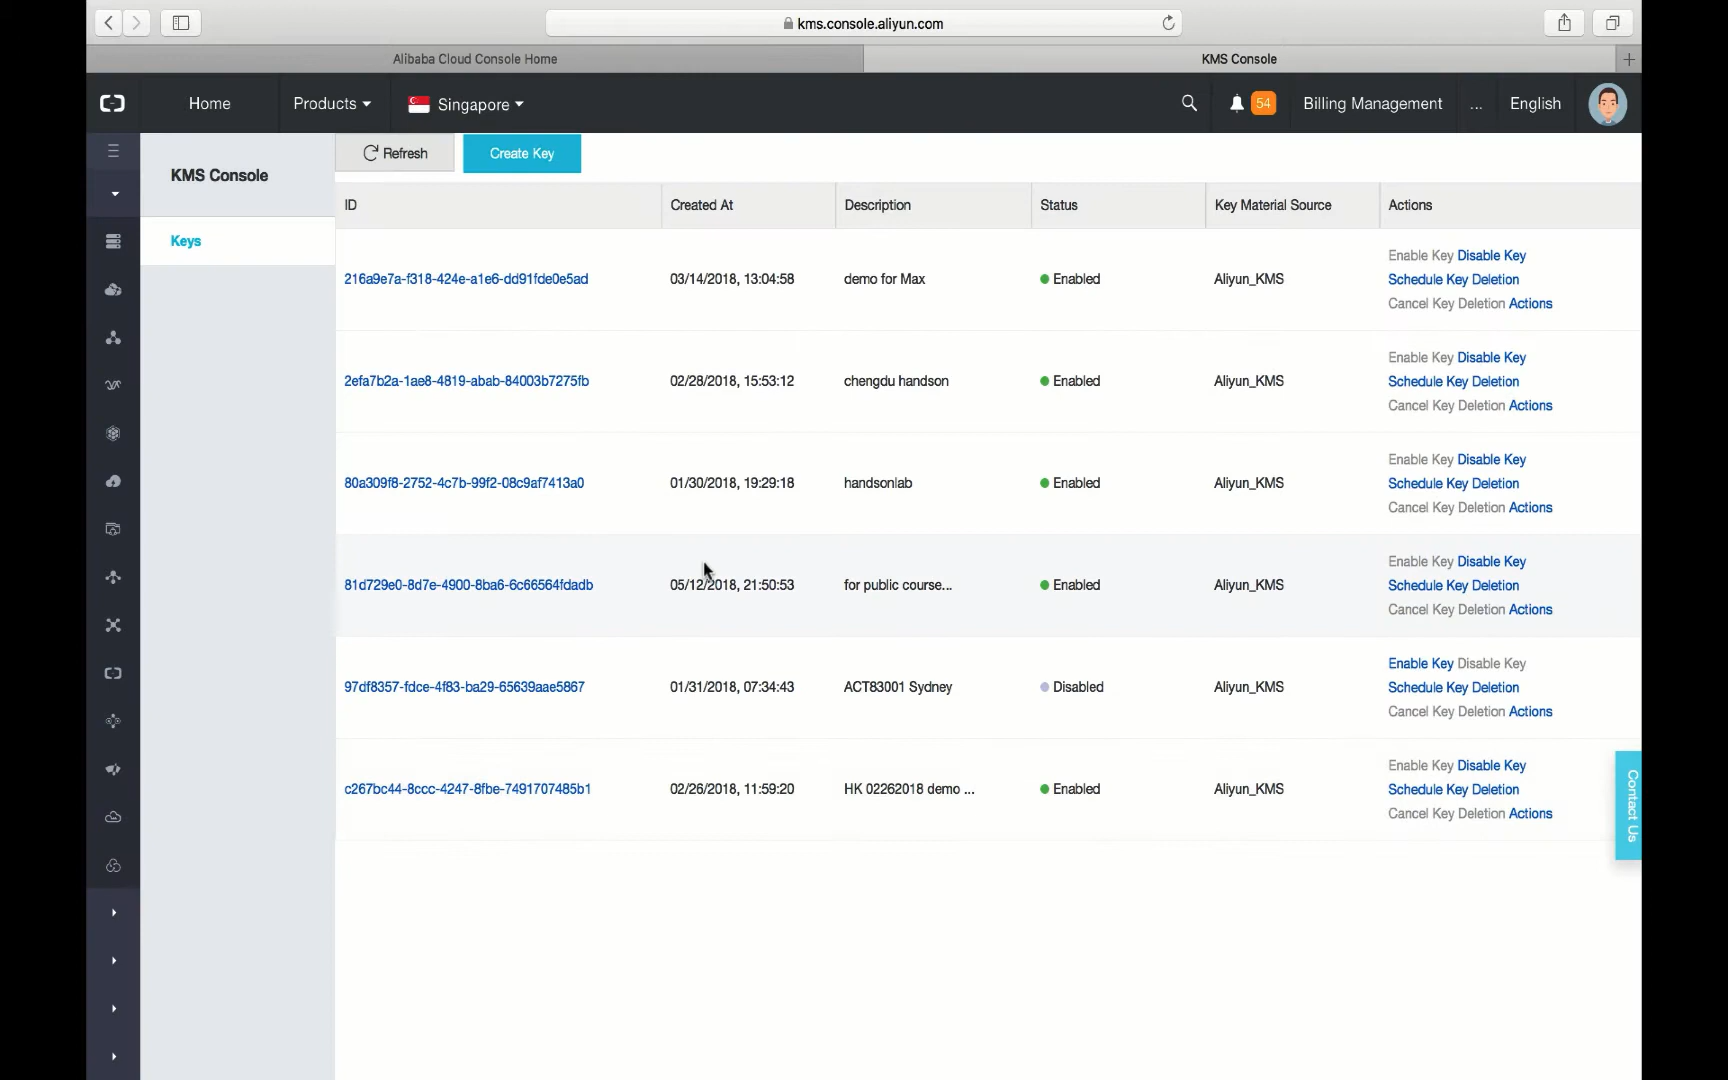 kms.console.aliyun.com
Alibaba Cloud Console Home
KMS Console
Home
Products
Singapore
54
Billing Management
...
English
KMS Console
Keys
Refresh
Create Key
ID Created At Description Status Key Material Source Actions
216a9e7a-f318-424e-a1e6-dd91fde0e5ad 03/14/2018, 13:04:58 demo for Max Enabled Aliyun_KMS
Enable Key Disable Key
Schedule Key Deletion
Cancel Key Deletion Actions
2efa7b2a-1ae8-4819-abab-84003b7275fb 02/28/2018, 15:53:12 chengdu handson Enabled Aliyun_KMS
Enable Key Disable Key
Schedule Key Deletion
Cancel Key Deletion Actions
80a309f8-2752-4c7b-99f2-08c9af7413a0 01/30/2018, 19:29:18 handsonlab Enabled Aliyun_KMS
Enable Key Disable Key
Schedule Key Deletion
Cancel Key Deletion Actions
81d729e0-8d7e-4900-8ba6-6c66564fdadb 05/12/2018, 21:50:53 for public course... Enabled Aliyun_KMS
Enable Key Disable Key
Schedule Key Deletion
Cancel Key Deletion Actions
97df8357-fdce-4f83-ba29-65639aae5867 01/31/2018, 07:34:43 ACT83001 Sydney Disabled Aliyun_KMS
Enable Key Disable Key
Schedule Key Deletion
Cancel Key Deletion Actions
c267bc44-8ccc-4247-8fbe-7491707485b1 02/26/2018, 11:59:20 HK 02262018 demo ... Enabled Aliyun_KMS
Enable Key Disable Key
Schedule Key Deletion
Cancel Key Deletion Actions
Contact Us